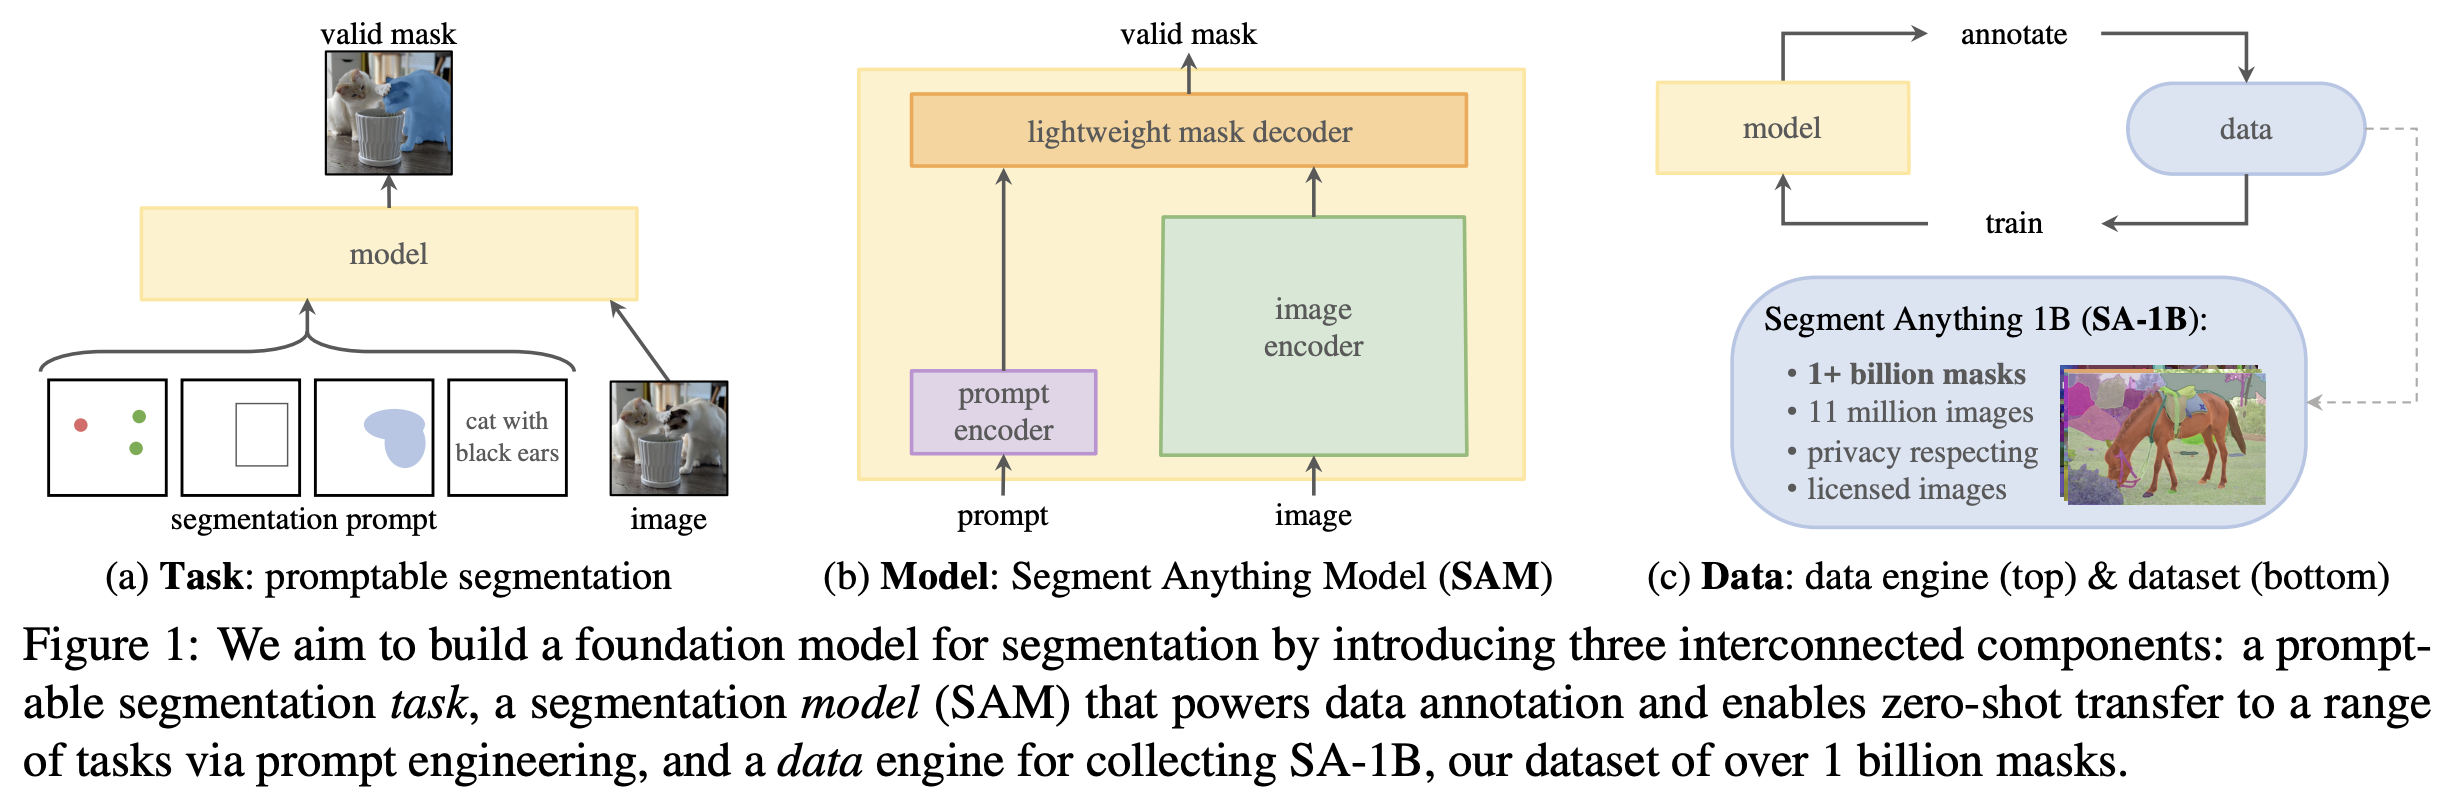 valid mask
model
cat with
black ears
segmentation prompt
image
(a) Task: promptable segmentation
valid mask
lightweight mask decoder
image
encoder
prompt
encoder
prompt
image
(b) Model: Segment Anything Model (SAM)
annotate
model
data
train
Segment Anything 1B (SA-1B):
• 1+ billion masks
• 11 million images
• privacy respecting
• licensed images
(c) Data: data engine (top) & dataset (bottom)
Figure 1: We aim to build a foundation model for segmentation by introducing three interconnected components: a prompt-
able segmentation task, a segmentation model (SAM) that powers data annotation and enables zero-shot transfer to a range
of tasks via prompt engineering, and a data engine for collecting SA-1B, our dataset of over 1 billion masks.